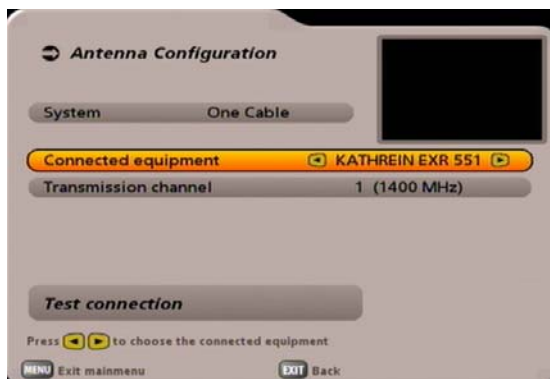 Antenna Configuration
System One Cable
Connected equipment KATHREIN EXR 551
Transmission channel 1 (1400 MHz)
Test connection
Press to choose the connected equipment
MENU Exit mainmenu EXIT Back